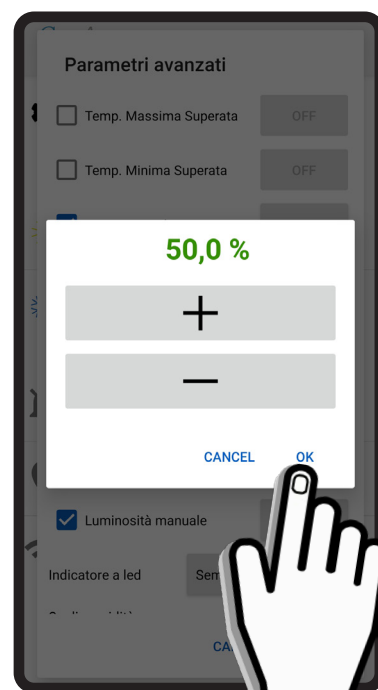 Parametri avanzati
Temp. Massima Superata OFF
Temp. Minima Superata OFF
50,0 %
+
—
CANCEL OK
Luminosità manuale
Indicatore a led